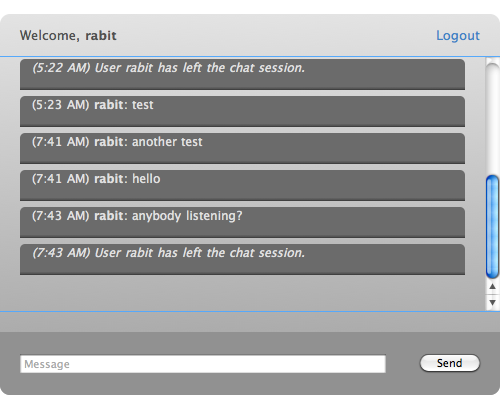 Welcome, rabit
Logout
(5:22 AM) User rabit has left the chat session.
(5:23 AM) rabit: test
(7:41 AM) rabit: another test
(7:41 AM) rabit: hello
(7:43 AM) rabit: anybody listening?
(7:43 AM) User rabit has left the chat session.
Message
Send